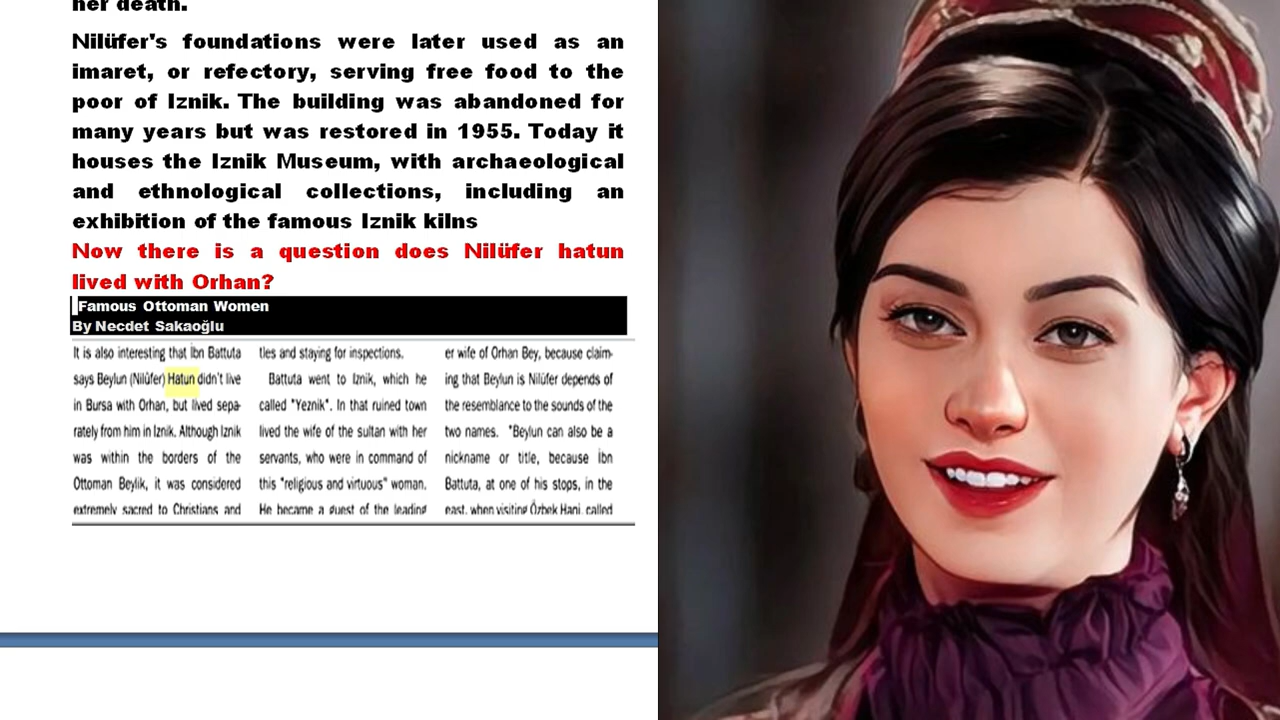 her death.
Nilüfer's foundations were later used as an
imaret, or refectory, serving free food to the
poor of Iznik. The building was abandoned for
many years but was restored in 1955. Today it
houses the Iznik Museum, with archaeological
and ethnological collections, including an
exhibition of the famous Iznik kilns
Now there is a question does Nilüfer hatun
lived with Orhan?
Famous Ottoman Women
By Necdet Sakaoğlu
It is also interesting that İbn Battuta
says Beylun (Nilûfer) Hatun didn't live
in Bursa with Orhan, but lived sepa-
rately from him in Iznik. Although Iznik
was within the borders of the
Ottoman Beylik, it was considered
extremely sacred to Christians and
tles and staying for inspections.
Battuta went to Iznik, which he
called "Yeznik". In that ruined town
lived the wife of the sultan with her
servants, who were in command of
this "religious and virtuous" woman.
He became a guest of the leading
er wife of Orhan Bey, because claim-
ing that Beylun is Nilüfer depends of
the resemblance to the sounds of the
two names. "Beylun can also be a
nickname or title, because İbn
Battuta, at one of his stops, in the
east, when visiting Özbek Hani, called